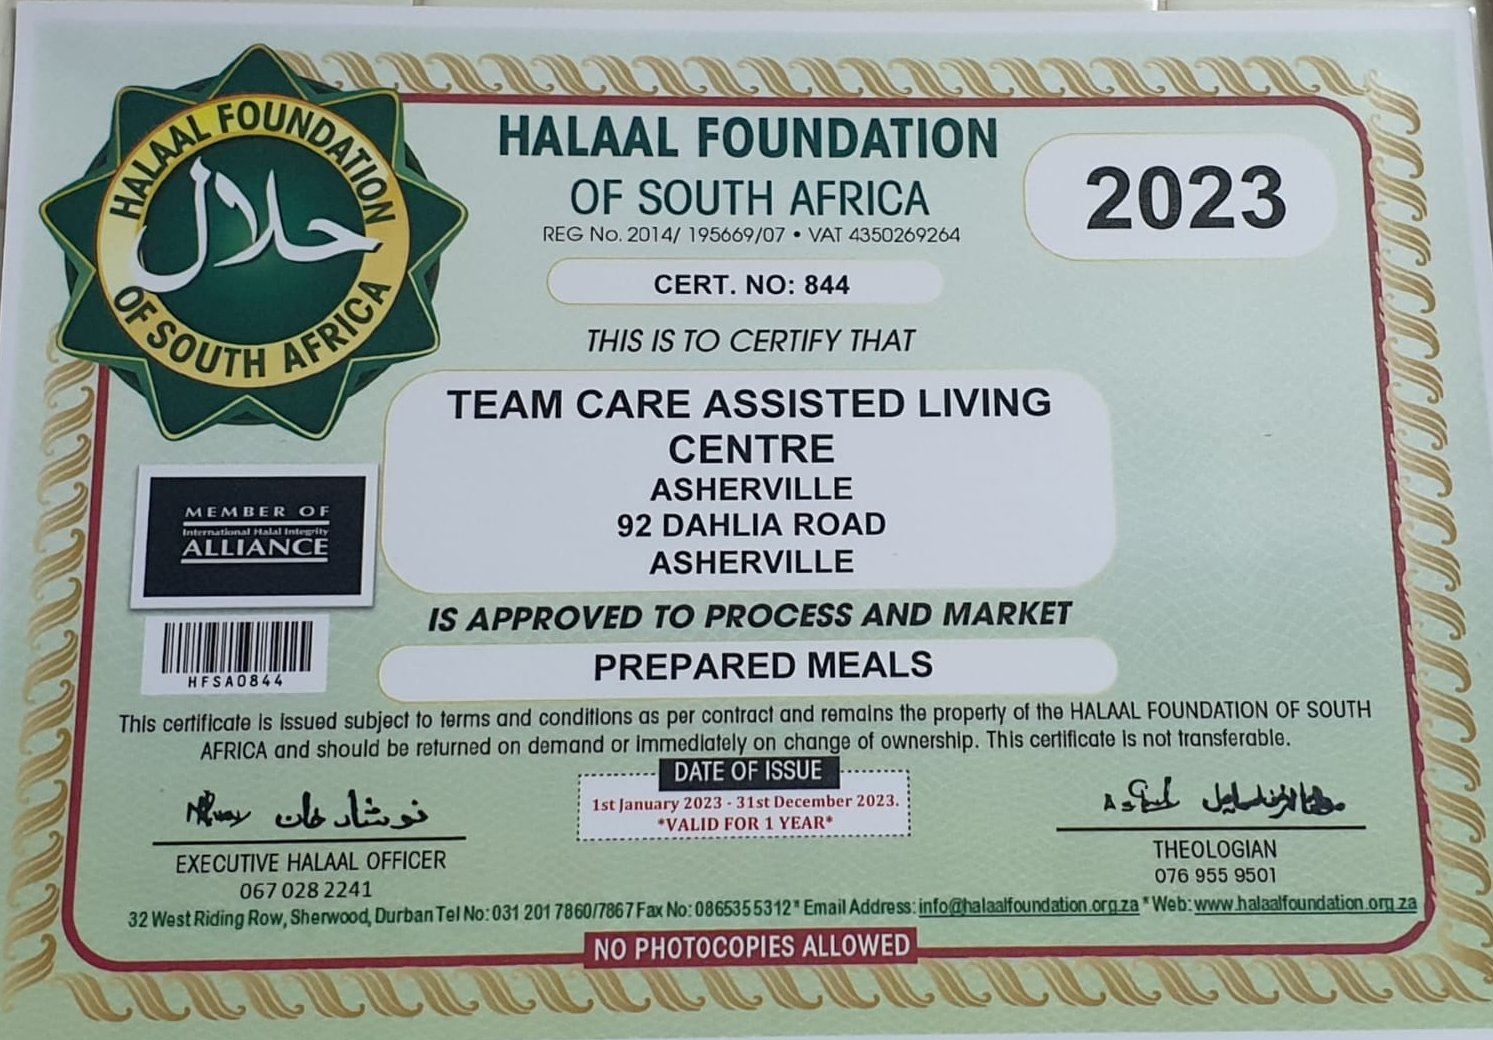 HALAAL FOUNDATION
OF SOUTH AFRICA
حلال
HALAAL FOUNDATION
OF SOUTH AFRICA
REG No. 2014/ 195669/07 • VAT 4350269264
2023
CERT. NO: 844
THIS IS TO CERTIFY THAT
TEAM CARE ASSISTED LIVING
CENTRE
ASHERVILLE
92 DAHLIA ROAD
ASHERVILLE
MEMBER OF
International Halal Integrity
ALLIANCE
HFSA0844
IS APPROVED TO PROCESS AND MARKET
PREPARED MEALS
This certificate is issued subject to terms and conditions as per contract and remains the property of the HALAAL FOUNDATION OF SOUTH
AFRICA and should be returned on demand or immediately on change of ownership. This certificate is not transferable.
DATE OF ISSUE
1st January 2023 - 31st December 2023.
*VALID FOR 1 YEAR*
نوشاد خان
EXECUTIVE HALAAL OFFICER
067 028 2241
THEOLOGIAN
076 955 9501
32 West Riding Row, Sherwood, Durban Tel No: 031 201 7860/7867 Fax No: 0865355312 * Email Address: info@halaalfoundation.org.za * Web: www.halaalfoundation.org.za
NO PHOTOCOPIES ALLOWED